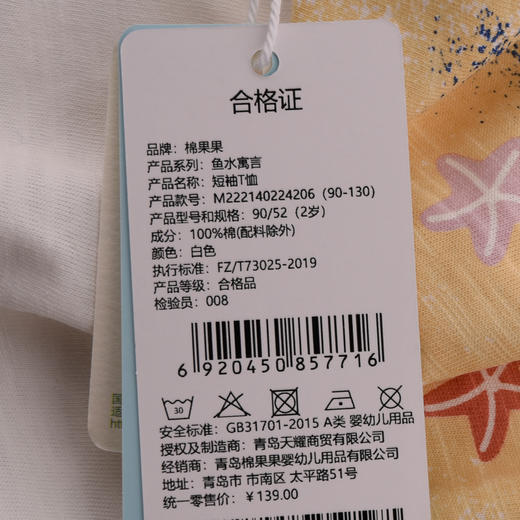 合格证
品牌：棉果果
产品系列：鱼水寓言
产品名称：短袖T恤
产品款号：M222140224206（90-130）
产品型号和规格：90/52（2岁）
成分：100%棉(配料除外)
颜色：白色
执行标准：FZ/T73025-2019
产品等级：合格品
检验员：008
6 920450 857716
30
安全标准：GB31701-2015 A类 婴幼儿用品
授权及制造商：青岛天耀商贸有限公司
经销商：青岛棉果果婴幼儿用品有限公司
地址：青岛市 市南区 太平路51号
统一零售价：￥139.00